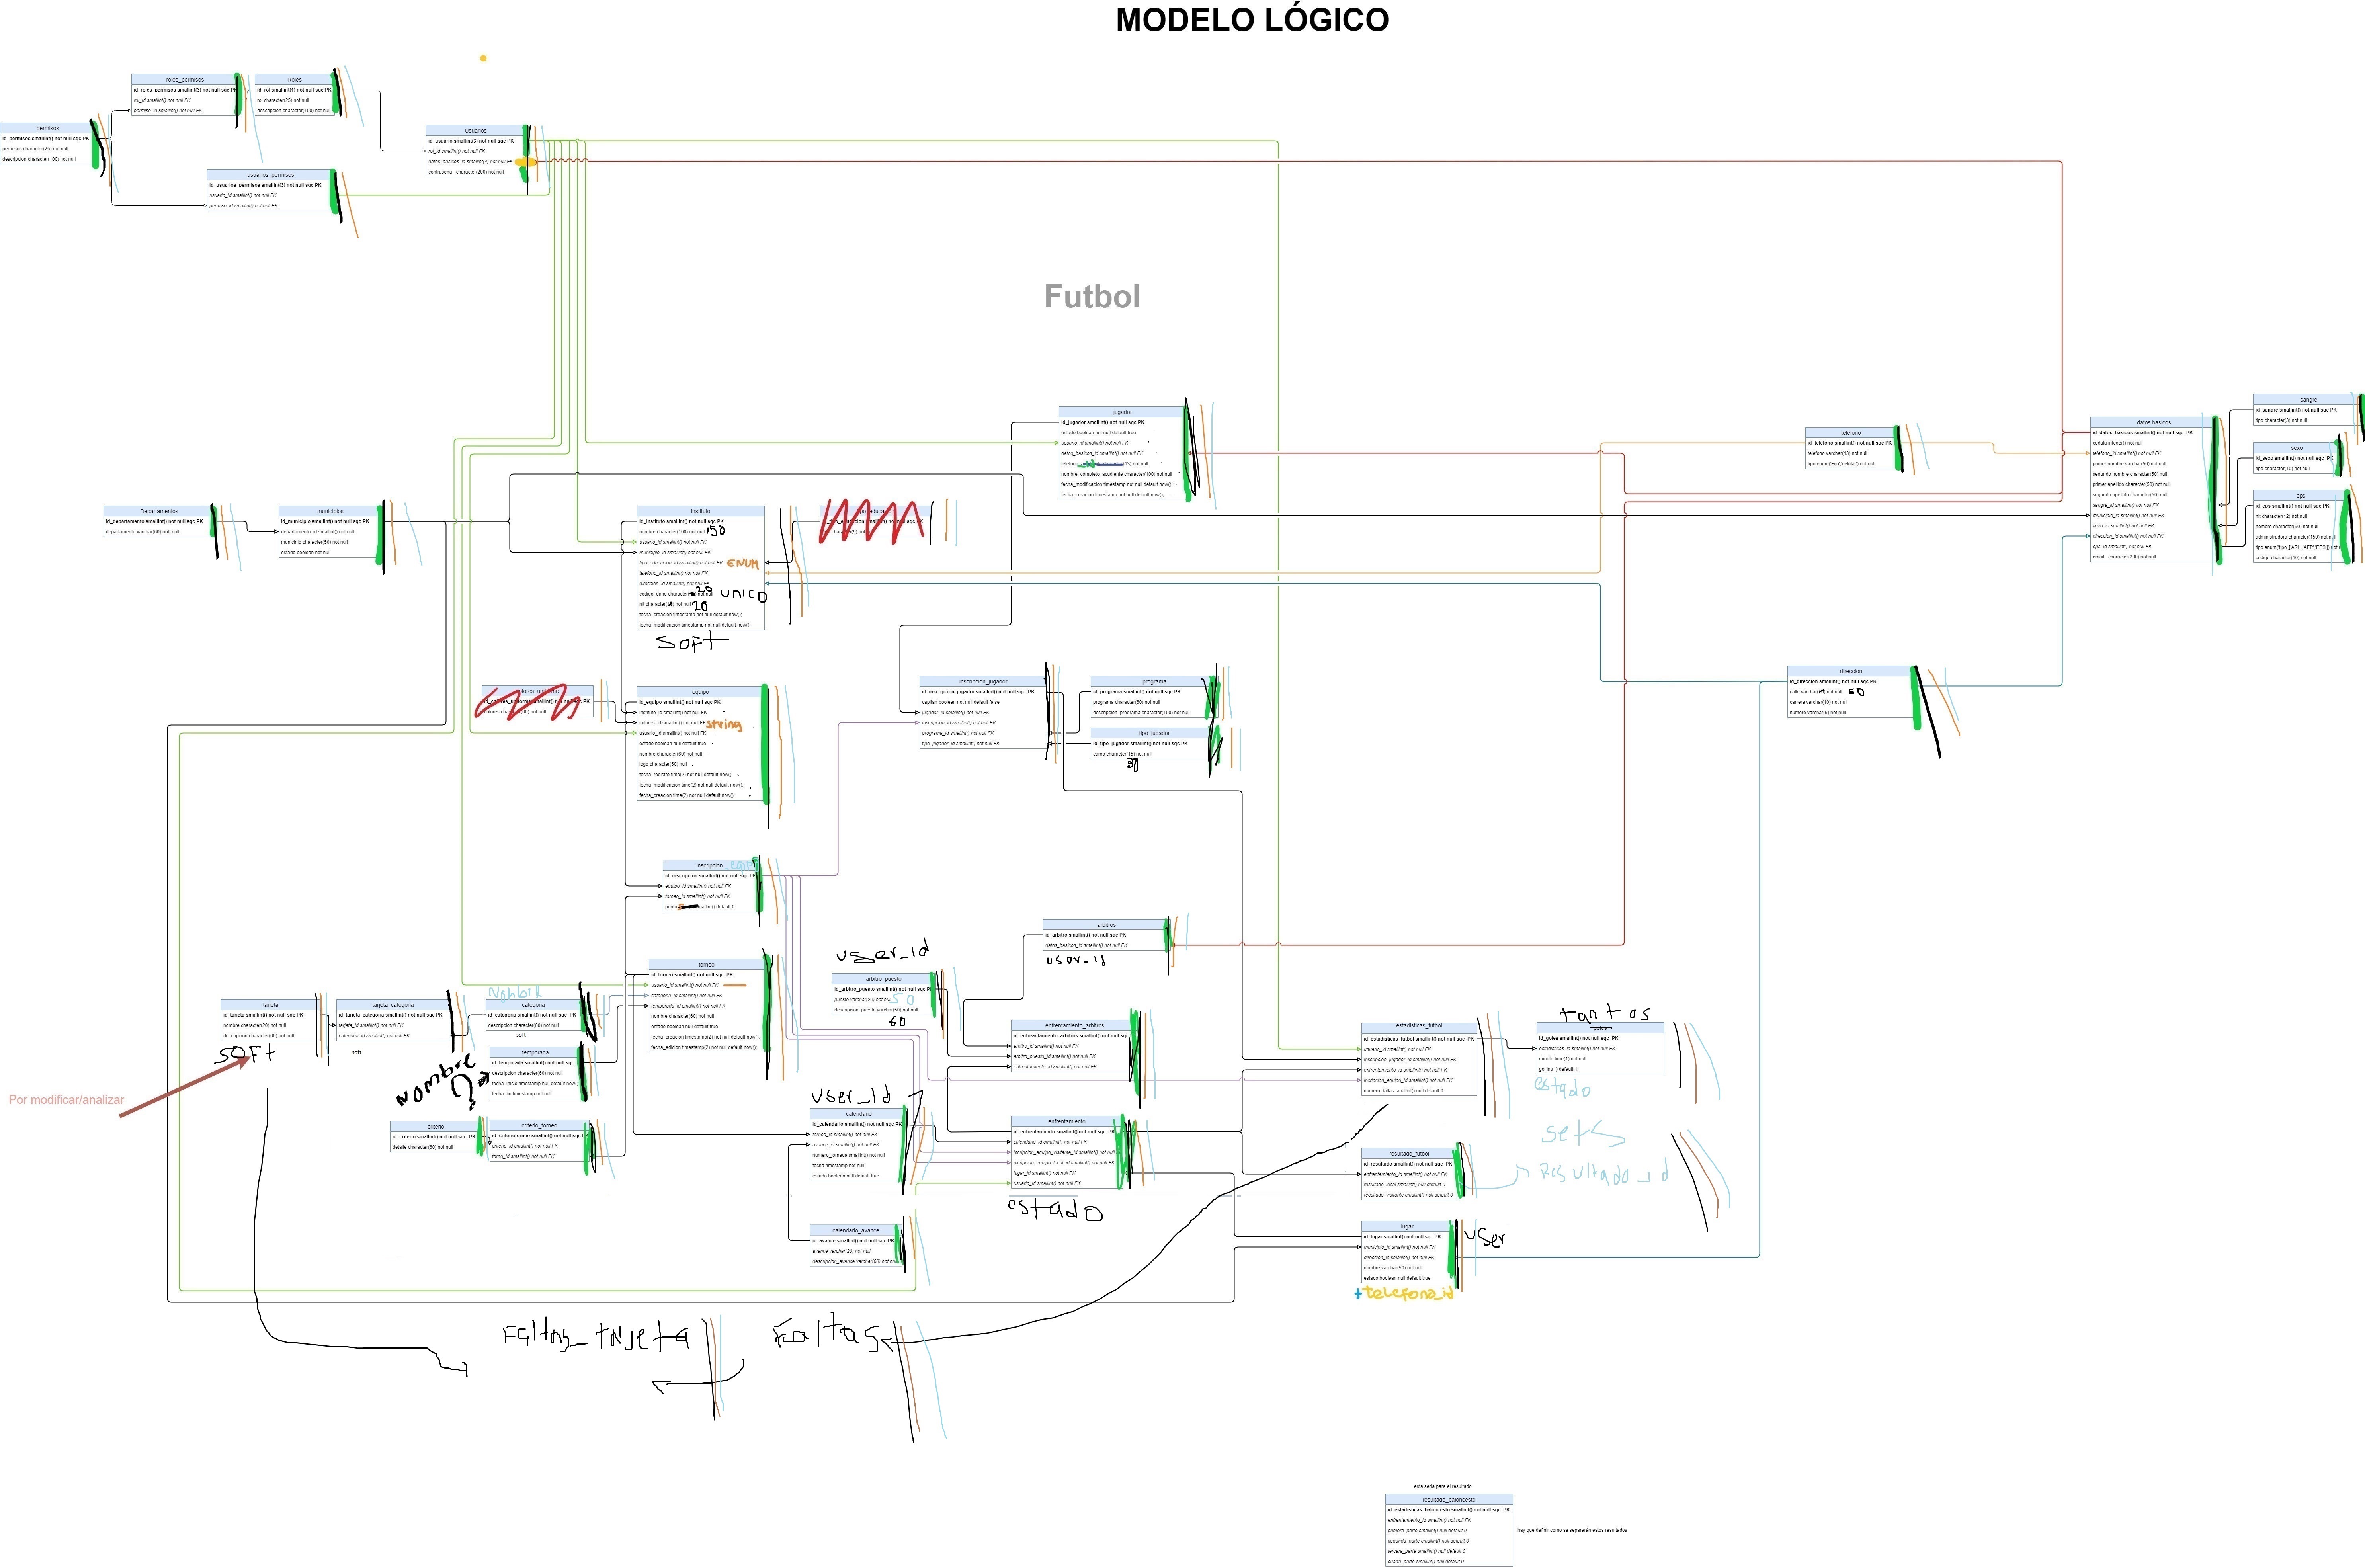 MODELO LÓGICO
roles_permisos
id_roles_permisos smallint(3) not null sqc PK
rol_id smallint() not null FK
permiso_id smallint() not null FK
Roles
id_rol smallint(1) not null sqc PK
rol character(25) not null
descripcion character(100) not null
permisos
id_permisos smallint() not null sqc PK
permisos character(25) not null
descripcion character(100) not null
Usuarios
id_usuario smallint(3) not null sqc PK
rol_id smallint() not null FK
datos_basicos_id smallint(4) not null FK
contraseña character(200) not null
usuarios_permisos
id_usuarios_permisos smallint(3) not null sqc PK
usuario_id smallint() not null FK
permiso_id smallint() not null FK
Futbol
jugador
id_jugador smallint() not null sqc PK
estado boolean not null default true
usuario_id smallint() not null FK
datos_basicos_id smallint() not null FK
character(13) not null
nombre_completo_acudiente character(100) not null
fecha_modificacion timestamp not null default now();
fecha_creacion timestamp not null default now();
telefono
id_telefono smallint() not null sqc PK
telefono varchar(13) not null
tipo enum('Fijo','celular') not null
datos basicos
id_datos_basicos smallint() not null sqc PK
cedula integer() not null
telefono_id smallint() not null FK
primer nombre varchar(50) not null
segundo nombre character(50) null
primer apellido character(50) not null
segundo apellido character(50) null
sangre_id smallint() not null FK
municipio_id smallint() not null FK
sexo_id smallint() not null FK
direccion_id smallint() not null FK
eps_id smallint() not null FK
email character(200) not null
sangre
id_sangre smallint() not null sqc PK
tipo character(3) not null
sexo
id_sexo smallint() not null sqc PK
tipo character(10) not null
eps
id_eps smallint() not null sqc PK
nit character(12) not null
nombre character(60) not null
administradora character(150) not null
tipo enum('tipo',['ARL','AFP','EPS'])
codigo character(10) not null
Departamentos
id_departamento smallint() not null sqc PK
departamento varchar(60) not null
municipios
id_municipio smallint() not null sqc PK
departamento_id smallint() not null
municinio character(50) not null
estado boolean not null
instituto
id_instituto smallint() not null sqc PK
nombre character(100) not null 150
usuario_id smallint() not null FK
municipio_id smallint() not null FK
tipo_educacion_id smallint() not null FK ENUM
telefono_id smallint() not null FK
direccion_id smallint() not null FK
codigo_dane character( not null 20 UNICO
nit character( not null 20
fecha_creacion timestamp not null default now();
fecha_modificacion timestamp not null default now();
SOFT
equipo
id_equipo smallint() not null sqc PK
instituto_id smallint() not null FK
colores_id smallint() not null FK string
usuario_id smallint() not null FK
estado boolean null default true
nombre character(60) not null
logo character(50) null
fecha_registro time(2) not null default now();
fecha_modificacion time(2) not null default now();
fecha_creacion time(2) not null default now();
inscripcion_jugador
id_inscripcion_jugador smallint() not null sqc PK
capitan boolean not null default false
jugador_id smallint() not null FK
inscripcion_id smallint() not null FK
programa_id smallint() not null FK
tipo_jugador_id smallint() not null FK
programa
id_programa smallint() not null sqc PK
programa character(60) not null
descripcion_programa character(100) not null
tipo_jugador
id_tipo_jugador smallint() not null sqc PK
cargo character(15) not null
30
direccion
id_direccion smallint() not null sqc PK
calle varchar( not null 50
carrera varchar(10) not null
numero varchar(5) not null
inscripcion
id_inscripcion smallint() not null sqc PK
equipo_id smallint() not null FK
torneo_id smallint() not null FK
smallint() default 0
arbitros
id_arbitro smallint() not null sqc PK
datos_basicos_id smallint() not null FK
user_id
torneo
id_torneo smallint() not null sqc PK
usuario_id smallint() not null FK
categoria_id smallint() not null FK
temporada_id smallint() not null FK
nombre character(60) not null
estado boolean null default true
fecha_creacion timestamp(2) not null default now();
fecha_edicion timestamp(2) not null default now();
user_id
arbitro_puesto
id_arbitro_puesto smallint() not null sqc PK
puesto varchar(20) not null 50
descripcion_puesto varchar(50) not null
60
tarjeta
id_tarjeta smallint() not null sqc PK
nombre character(20) not null
de,cripcion character(60) not null
SOFt
tarjeta_categoria
id_tarjeta_categoria smallint() not null sqc PK
tarjeta_id smallint() not null FK
categoria_id smallint() not null FK
soft
Nombre
categoria
id_categoria smallint() not null sqc PK
descripcion character(60) not null
soft
temporada
id_temporada smallint() not null sqc
descripcion character(60) not null
fecha_inicio timestamp not null default now();
fecha_fin timestamp not null
Nombre
Por modificar/analizar
criterio
id_criterio smallint() not null sqc PK
detalle character(80) not null
criterio_torneo
id_criteriotorneo smallint() not null sqc PK
criterio_id smallint() not null FK
torno_id smallint() not null FK
user_id
calendario
id_calendario smallint() not null sqc PK
torneo_id smallint() not null FK
avance_id smallint() not null FK
numero_jornada smallint() not null
fecha timestamp not null
estado boolean null default true
calendario_avance
id_avance smallint() not null sqc PK
avance varchar(20) not null
descripcion_avance varchar(60) not null
enfrentamiento_arbitros
id_enfrentamiento_arbitros smallint() not null sqc
arbitro_id smallint() not null FK
arbitro_puesto_id smallint() not null FK
enfrentamiento_id smallint() not null FK
enfrentamiento
id_enfrentamiento smallint() not null sqc PK
calendario_id smallint() not null FK
incripcion_equipo_visitante_id smallint() not null
incripcion_equipo_local_id smallint() not null FK
lugar_id smallint() not null FK
usuario_id smallint() not null FK
estado
estadisticas_futbol
id_estadisticas_futbol smallint() not null sqc PK
usuario_id smallint() not null FK
inscripcion_jugador_id smallint() not null FK
enfrentamiento_id smallint() not null FK
incripcion_equipo_id smallint() not null FK
numero_faltas smallint() null default 0
tantos
goles
id_goles smallint() not null sqc PK
estadisticas_id smallint() not null FK
minuto time(1) not null
gol int(1) default 1;
estado
sets
Resultado_id
resultado_futbol
id_resultado smallint() not null sqc PK
enfrentamiento_id smallint() not null FK
resultado_local smallint() null default 0
resultado_visitante smallint() null default 0
lugar
id_lugar smallint() not null sqc PK
municipio_id smallint() not null FK
direccion_id smallint() not null FK
nombre varchar(50) not null
estado boolean null default true
user
+telefono_id
Faltas_tarjeta
Faltas
esta seria para el resultado
resultado_baloncesto
id_estadisticas_baloncesto smallint() not null sqc PK
enfrentamiento_id smallint() not null FK
primera_parte smallint() null default 0
segunda_parte smallint() null default 0
tercera_parte smallint() null default 0
cuarta_parte smallint() null default 0
hay que definir como se separarán estos resultados